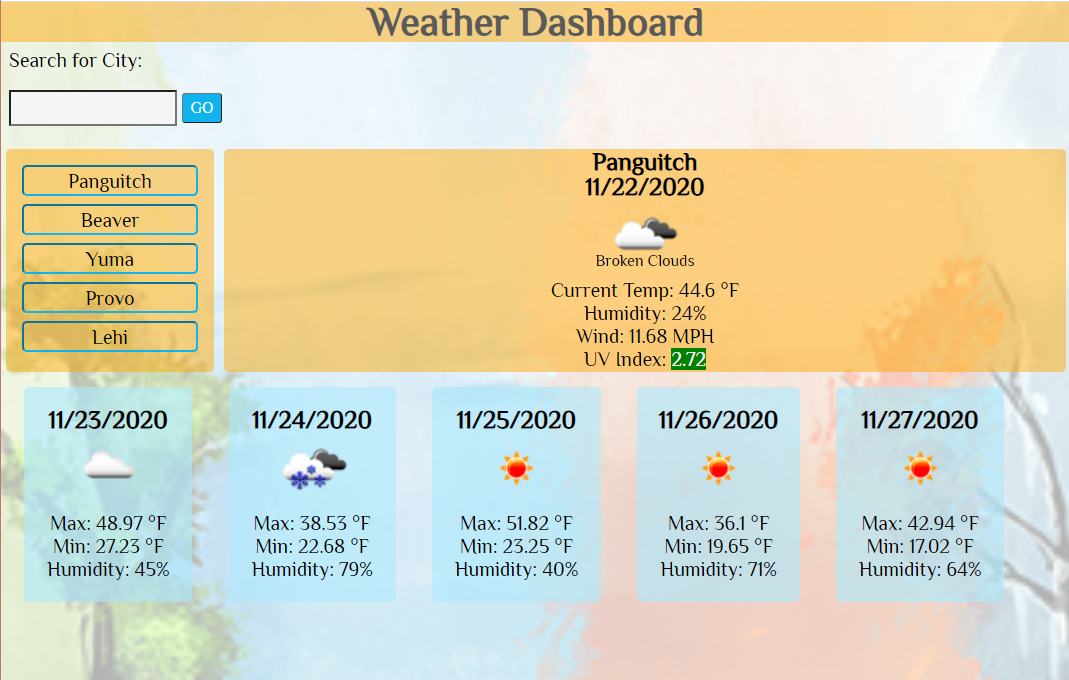 Weather Dashboard
Search for City:
GO
Panguitch
Beaver
Yuma
Provo
Lehi
Panguitch
11/22/2020
Broken Clouds
Current Temp: 44.6 °F
Humidity: 24%
Wind: 11.68 MPH
UV Index: 2.72
11/23/2020
Max: 48.97 °F
Min: 27.23 °F
Humidity: 45%
11/24/2020
Max: 38.53 °F
Min: 22.68 °F
Humidity: 79%
11/25/2020
Max: 51.82 °F
Min: 23.25 °F
Humidity: 40%
11/26/2020
Max: 36.1 °F
Min: 19.65 °F
Humidity: 71%
11/27/2020
Max: 42.94 °F
Min: 17.02 °F
Humidity: 64%